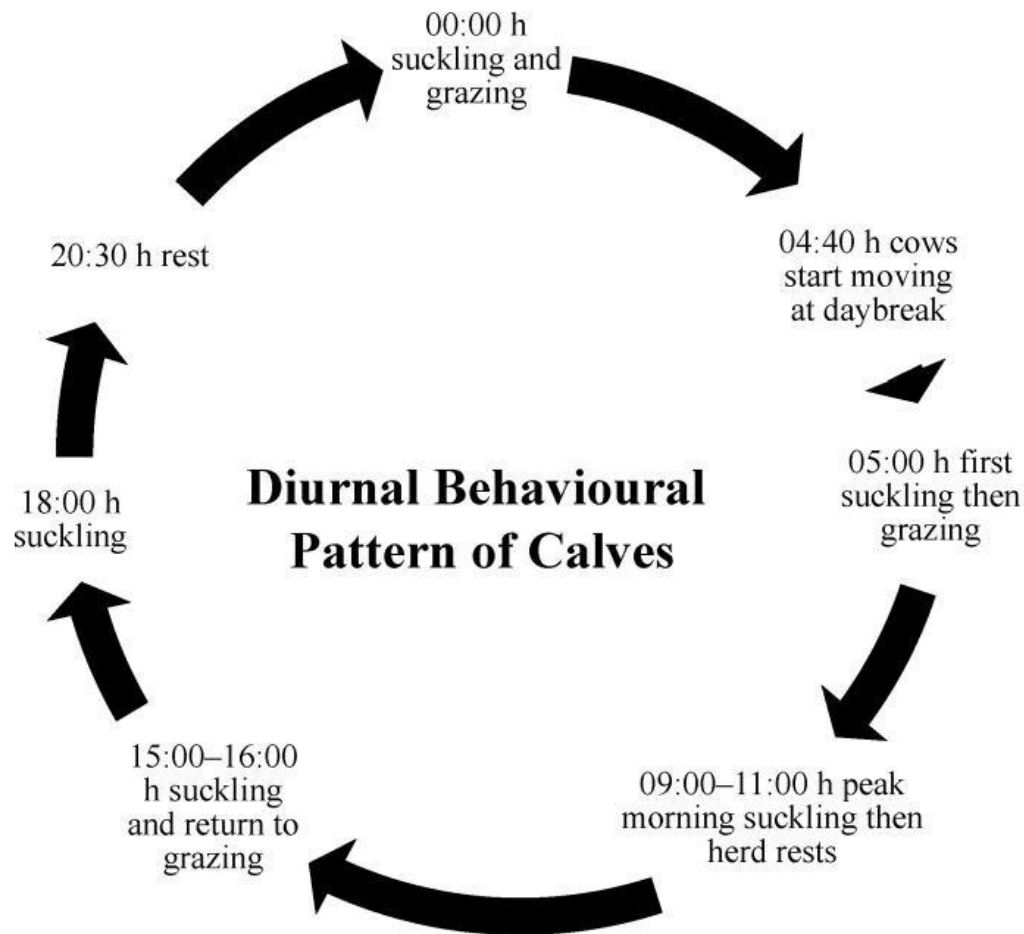 00:00 h
suckling and
grazing
04:40 h cows
start moving
at daybreak
05:00 h first
suckling then
grazing
09:00–11:00 h peak
morning suckling then
herd rests
15:00–16:00
h suckling
and return to
grazing
18:00 h
suckling
20:30 h rest
Diurnal Behavioural
Pattern of Calves